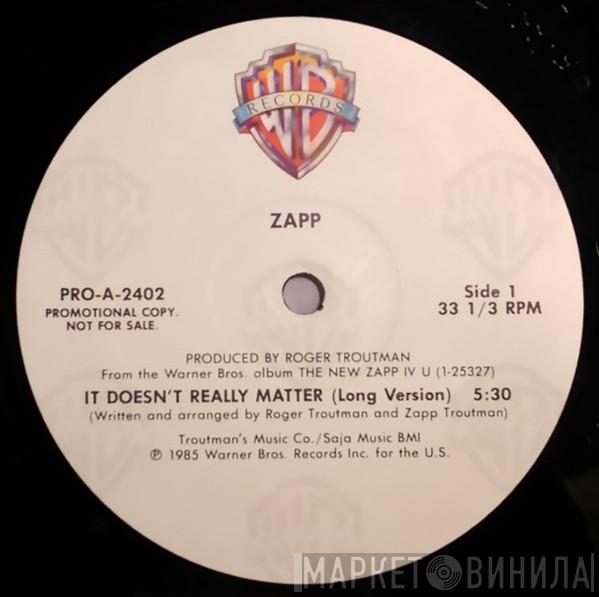 RECORDS
ZAPP
PRO-A-2402
PROMOTIONAL COPY.
NOT FOR SALE.
Side 1
33 1/3 RPM
PRODUCED BY ROGER TROUTMAN
From the Warner Bros. album THE NEW ZAPP IV U (1-25327)
IT DOESN'T REALLY MATTER (Long Version) 5:30
(Written and arranged by Roger Troutman and Zapp Troutman)
Troutman's Music Co./Saja Music BMI
℗ 1985 Warner Bros. Records Inc. for the U.S.
МАРКЕТ ВИНИЛА